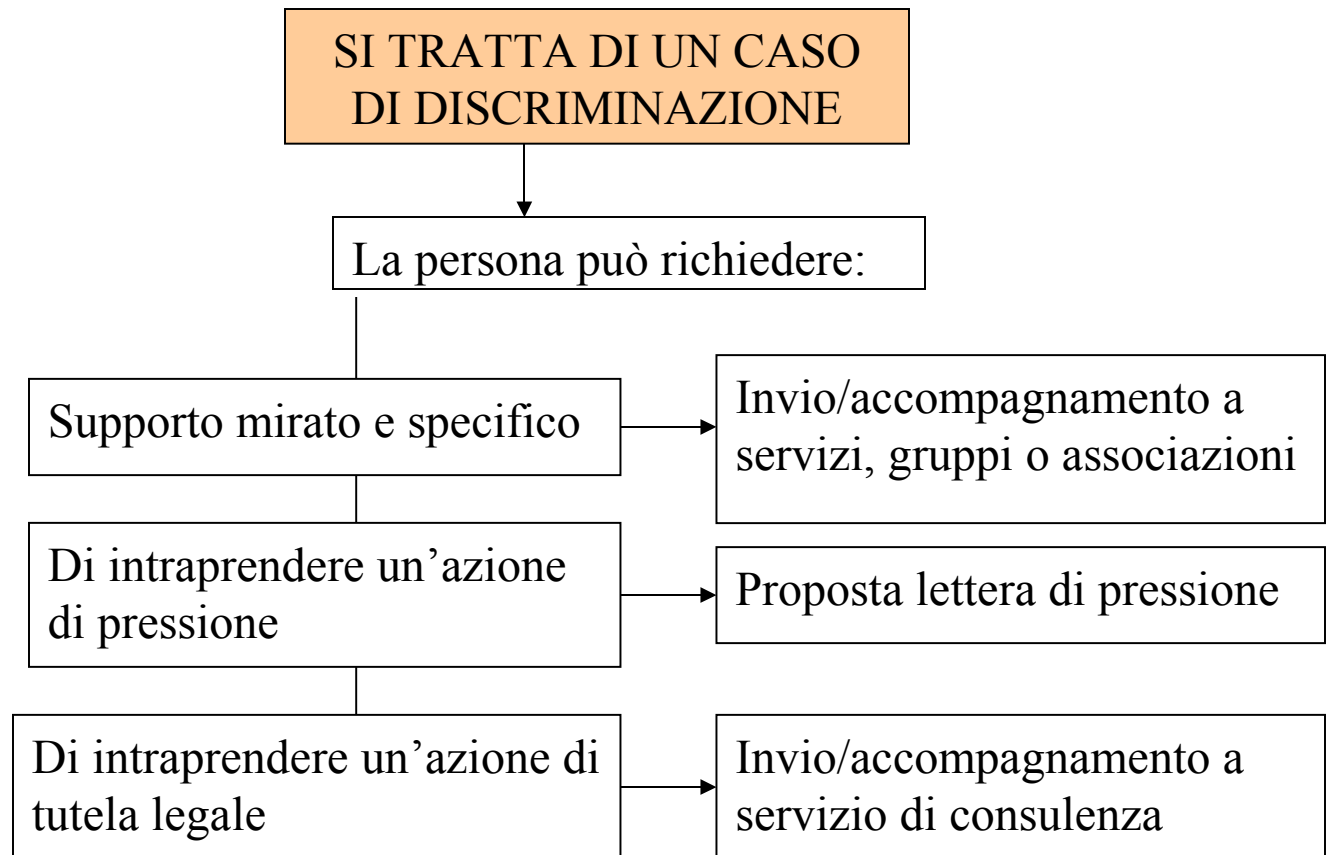 SI TRATTA DI UN CASO
DI DISCRIMINAZIONE
La persona può richiedere:
Supporto mirato e specifico
Invio/accompagnamento a
servizi, gruppi o associazioni
Di intraprendere un’azione
di pressione
Proposta lettera di pressione
Di intraprendere un’azione di
tutela legale
Invio/accompagnamento a
servizio di consulenza